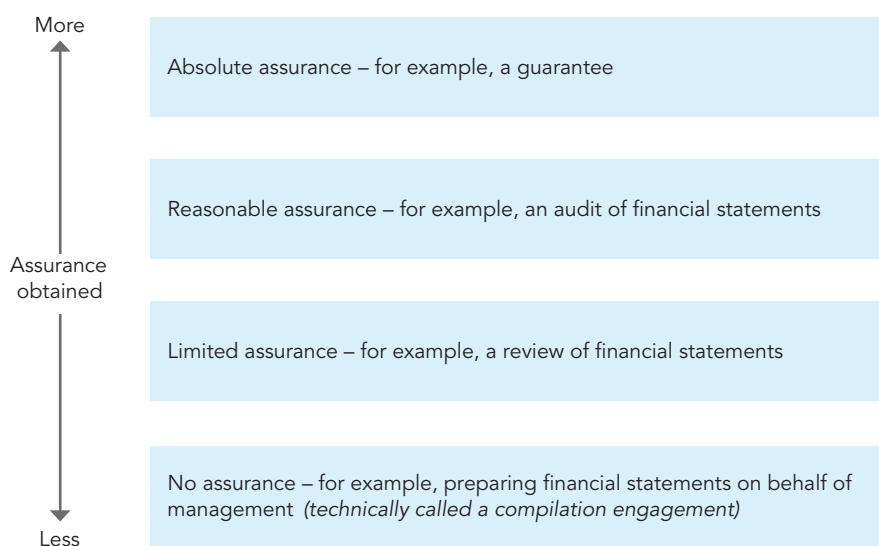 More
Absolute assurance – for example, a guarantee
Reasonable assurance – for example, an audit of financial statements
Assurance
obtained
Limited assurance – for example, a review of financial statements
No assurance – for example, preparing financial statements on behalf of
management (technically called a compilation engagement)
Less